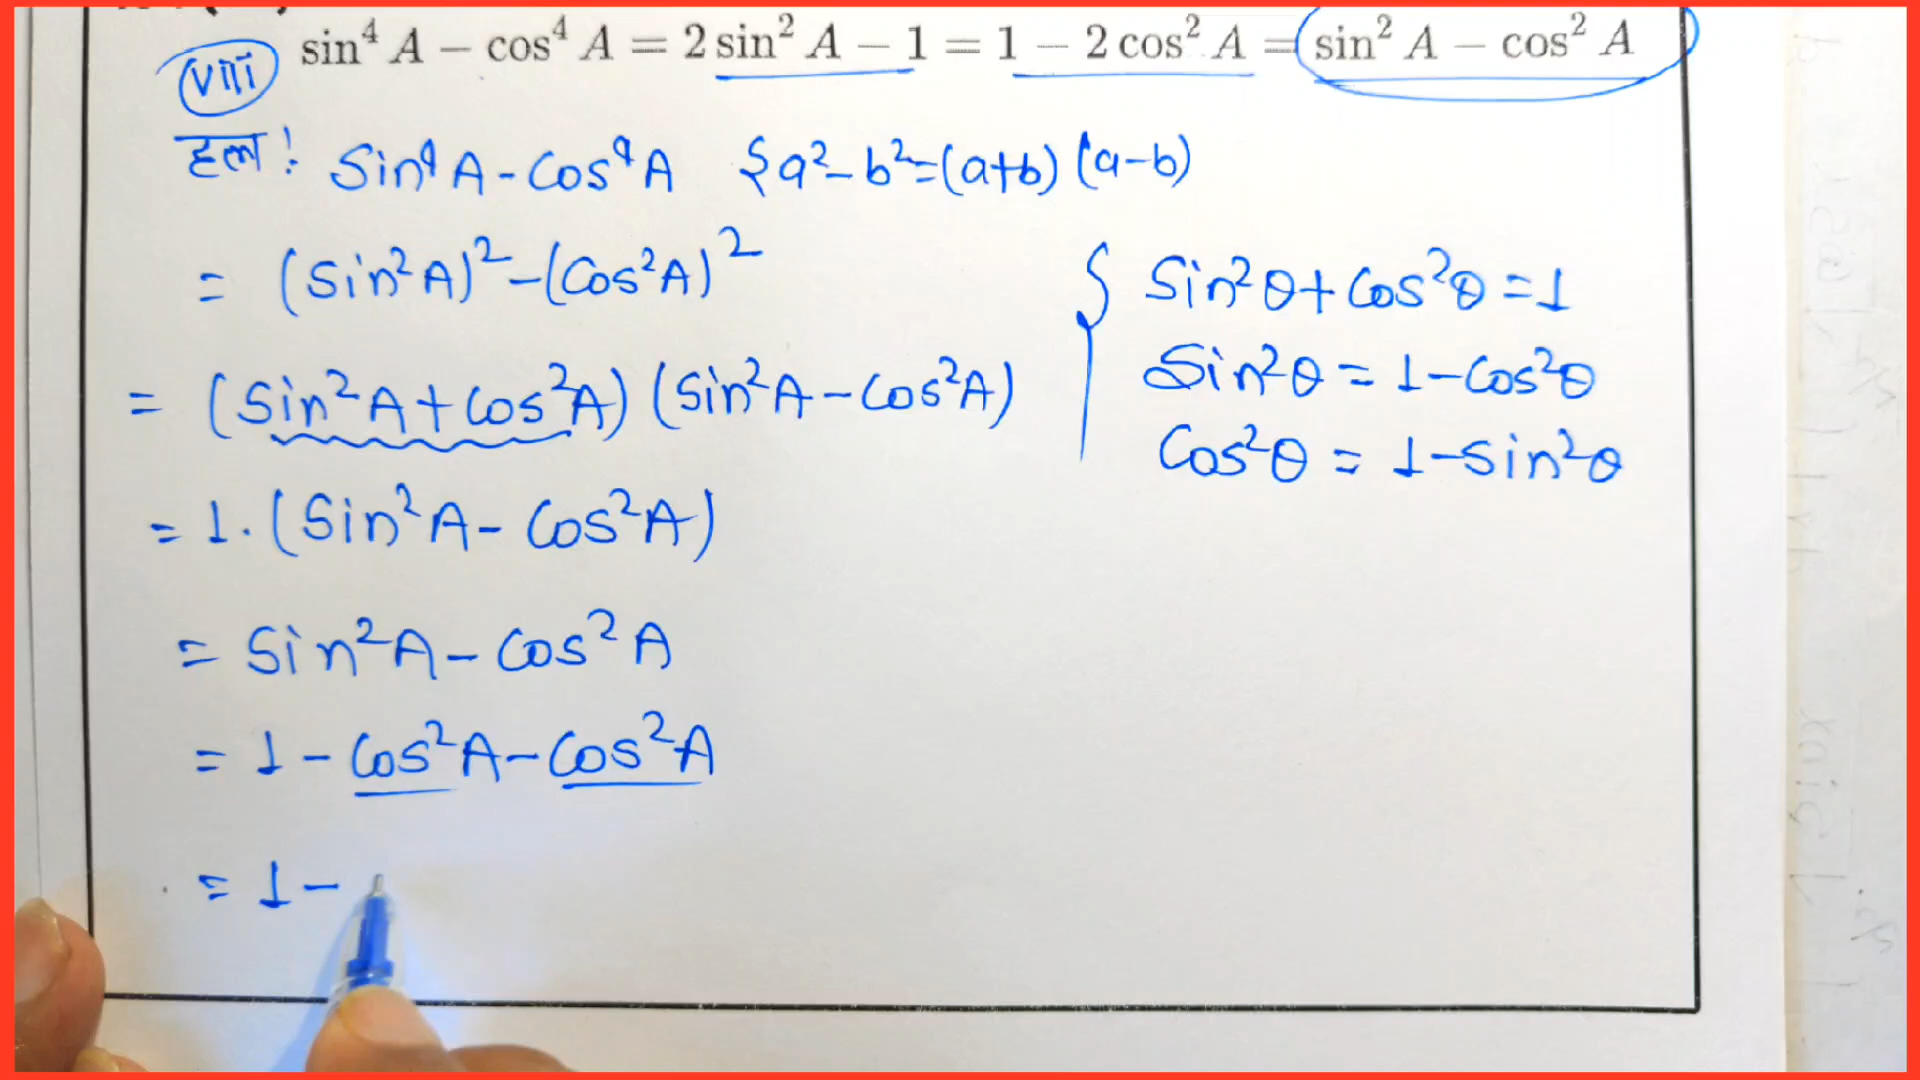 sin⁴ A − cos⁴ A = 2 sin² A − 1 = 1 − 2 cos² A = sin² A − cos² A
viii
हल : Sin⁴A - Cos⁴A { a² - b² = (a+b) (a-b)
= (Sin²A)² - (Cos²A)²
{ Sin²θ + Cos²θ = 1
Sin²θ = 1 - Cos²θ
Cos²θ = 1 - Sin²θ
= (Sin²A + Cos²A) (Sin²A - Cos²A)
= 1 . (Sin²A - Cos²A)
= Sin²A - Cos²A
= 1 - Cos²A - Cos²A
= 1 -